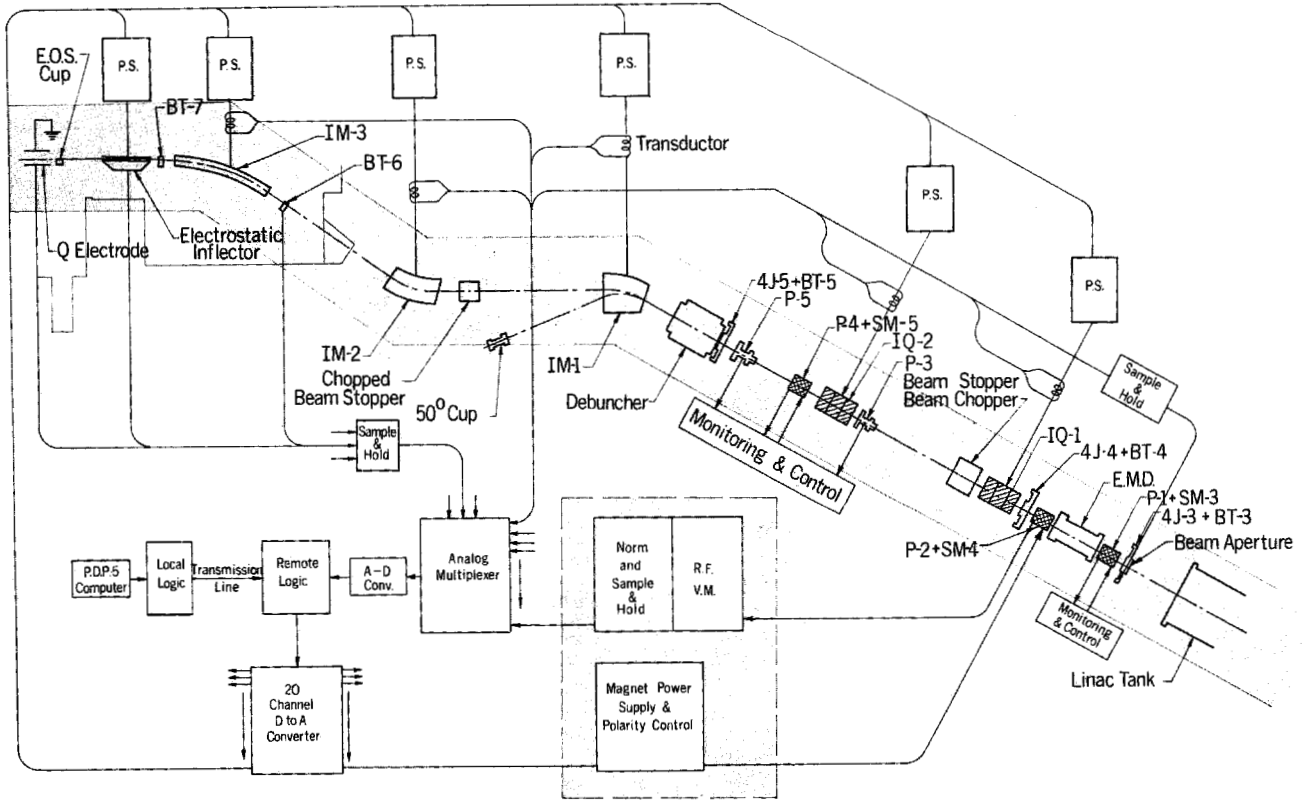 E.O.S.
Cup
P.S.
P.S.
P.S.
P.S.
BT-7
IM-3
BT-6
Transductor
P.S.
Q Electrode
Electrostatic
Inflector
P.S.
4J-5+BT-5
P-5
P-4+SM-5
IQ-2
P-3
IM-2
Chopped
Beam Stopper
50° Cup
IM-1
Debuncher
Beam Stopper
Beam Chopper
Sample
&
Hold
Monitoring & Control
IQ-1
4J-4+BT-4
E.M.D.
P-1+SM-3
4J-3 + BT-3
Beam Aperture
P-2+SM-4
Sample
&
Hold
Monitoring
& Control
Linac Tank
P.D.P.5
Computer
Local
Logic
Transmission
Line
Remote
Logic
A-D
Conv.
Analog
Multiplexer
Norm
and
Sample
&
Hold
R.F.
V.M.
20
Channel
D to A
Converter
Magnet Power
Supply &
Polarity Control